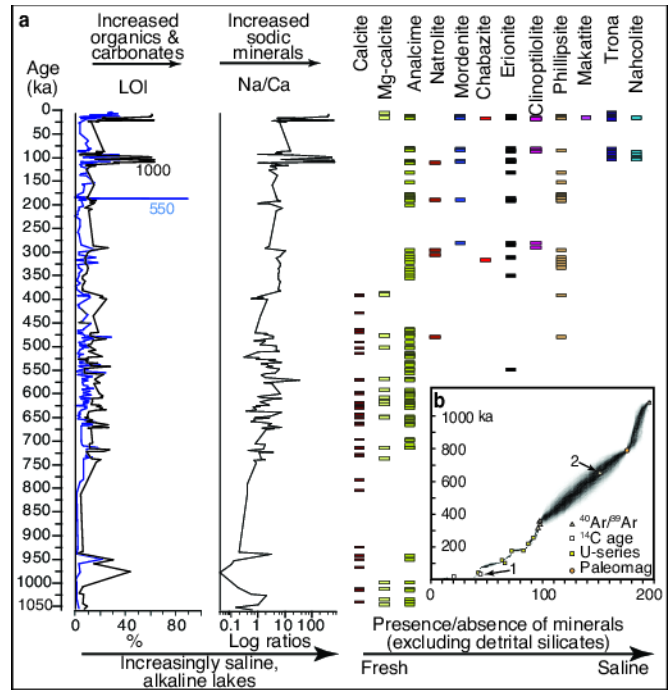 a
Increased
organics &
carbonates
Increased
sodic
minerals
Age
(ka)
LOI
Na/Ca
Calcite
Mg-calcite
Analcime
Natrolite
Mordenite
Chabazite
Erionite
Clinoptilolite
Phillipsite
Makatite
Trona
Nahcolite
0
50
100
150
200
250
300
350
400
450
500
550
600
650
700
750
800
850
900
950
1000
1050
1000
550
0
40
80
%
0.1
10
100
Log ratios
Increasingly saline,
alkaline lakes
b
1000 ka
800
600
400
200
0
0
100
200
2
1
40Ar/39Ar
14C age
U-series
Paleomag
Presence/absence of minerals
(excluding detrital silicates)
Fresh
Saline